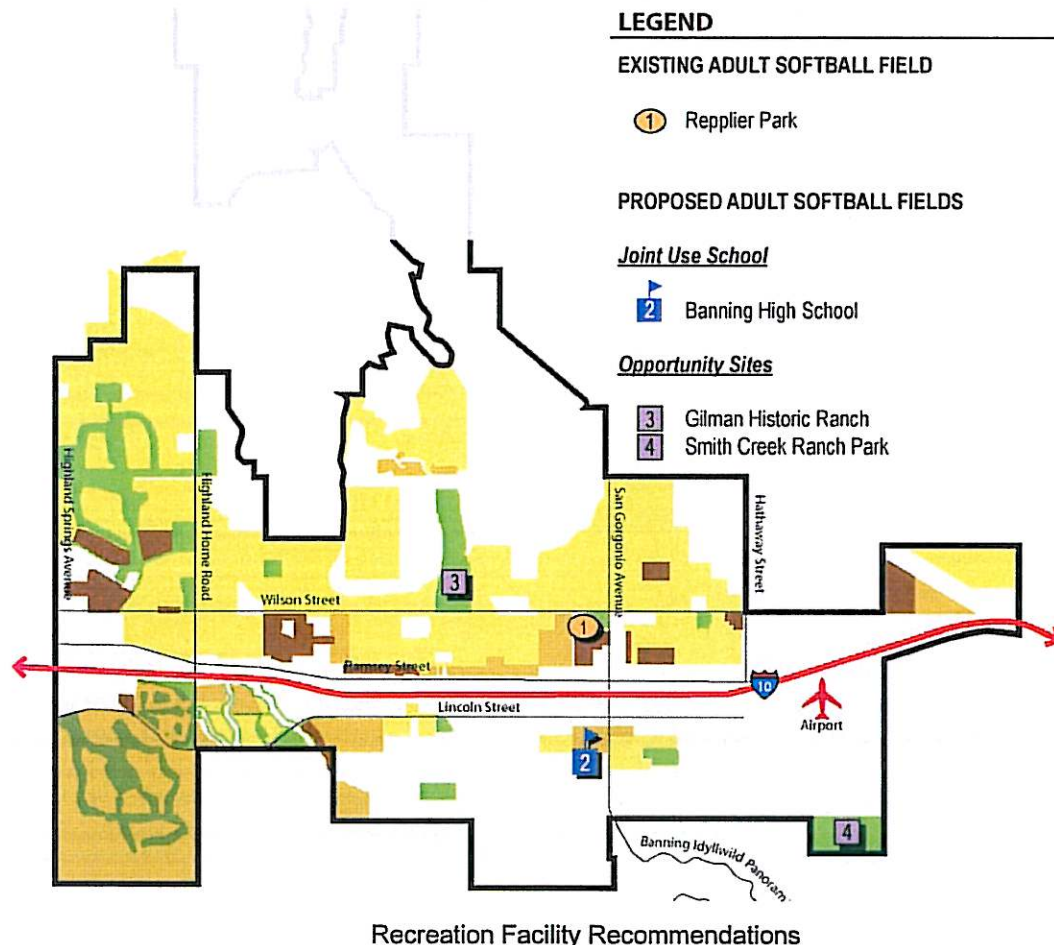 LEGEND
EXISTING ADULT SOFTBALL FIELD
1 Repplier Park
PROPOSED ADULT SOFTBALL FIELDS
Joint Use School
2 Banning High School
Opportunity Sites
3 Gilman Historic Ranch
4 Smith Creek Ranch Park
Highland Springs Avenue
Highland Home Road
San Gorgonio Avenue
Hathaway Street
3
Wilson Street
1
Ramsey Street
10
Lincoln Street
Airport
2
4
Banning Idyllwild Panoram
Recreation Facility Recommendations